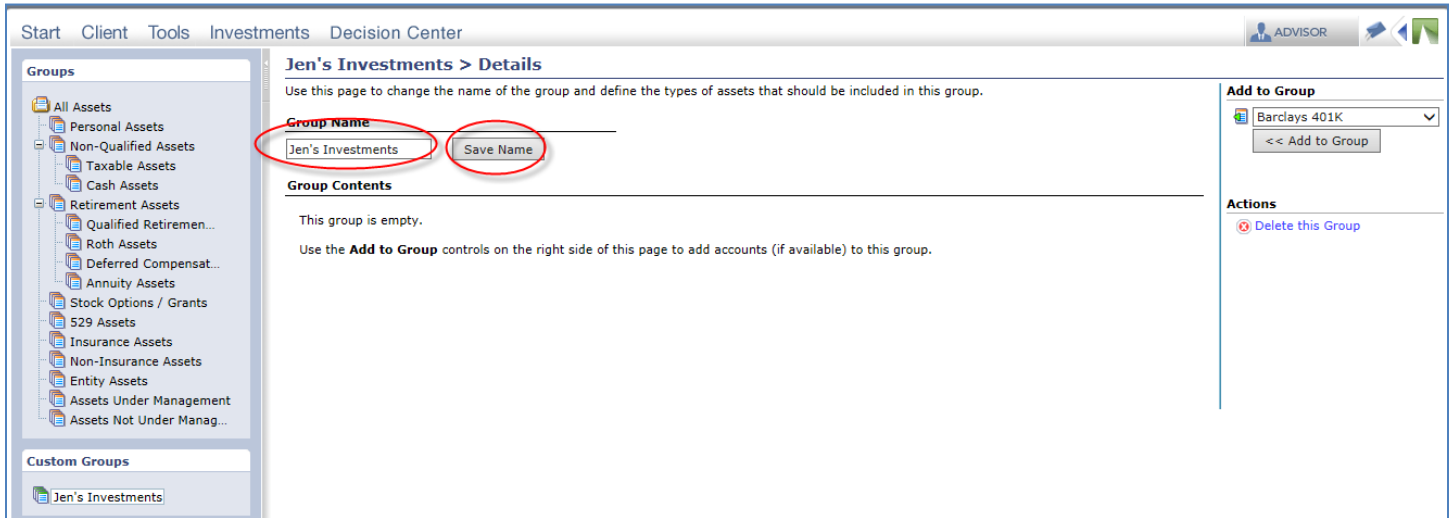 Start Client Tools Investments Decision Center
ADVISOR
Groups
All Assets
Personal Assets
Non-Qualified Assets
Taxable Assets
Cash Assets
Retirement Assets
Qualified Retiremen...
Roth Assets
Deferred Compensat...
Annuity Assets
Stock Options / Grants
529 Assets
Insurance Assets
Non-Insurance Assets
Entity Assets
Assets Under Management
Assets Not Under Manag...
Custom Groups
Jen's Investments
Jen's Investments > Details
Use this page to change the name of the group and define the types of assets that should be included in this group.
Group Name
Jen's Investments Save Name
Group Contents
This group is empty.
Use the Add to Group controls on the right side of this page to add accounts (if available) to this group.
Add to Group
Barclays 401K
<< Add to Group
Actions
Delete this Group